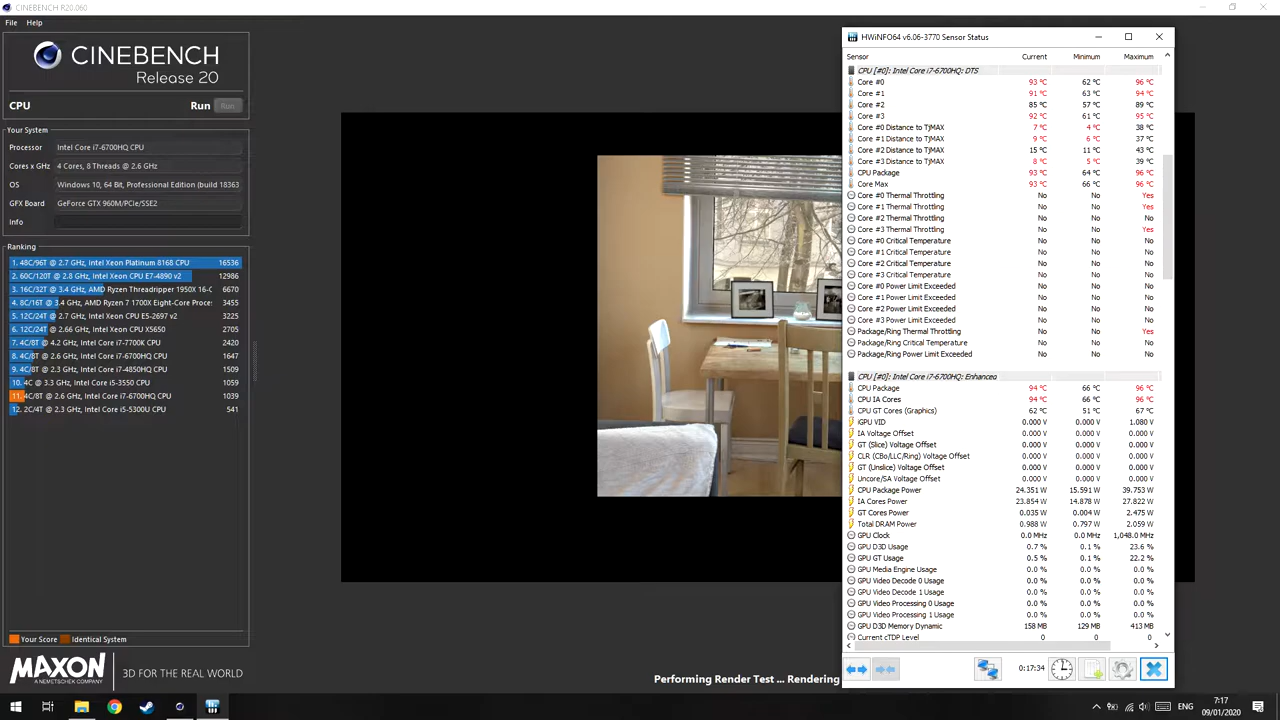 CINEBENCH R20.060
File Help
CINEBENCH
Release 20
CPU Run Run
Your System
Processor Intel Core i7-6700HQ CPU
Cores x GHz 4 Cores, 8 Threads @ 2.6 GHz
OS Windows 10, 64 Bit, Professional Edition (build 18363
GFX Board GeForce GTX 960M/PCIe/SSE2
Info
Ranking
1. 48C/96T @ 2.7 GHz, Intel Xeon Platinum 8168 CPU 16536
2. 60C/120T @ 2.8 GHz, Intel Xeon CPU E7-4890 v2 12986
3. 16C/32T @ 3.4 GHz, AMD Ryzen Threadripper 1950X 16-C 6670
4. 8C/16T @ 3.4 GHz, AMD Ryzen 7 1700X Eight-Core Proce 3455
5. 12C/24T @ 2.7 GHz, Intel Xeon CPU E5-2697 v2 3225
6. 12C/24T @ 2.66 GHz, Intel Xeon CPU X5650 2705
7. 4C/8T @ 4.2 GHz, Intel Core i7-7700K CPU 2420
8. 4C/8T @ 2.6 GHz, Intel Core i7-6700HQ CPU 1647
9. 4C/8T @ 2.3 GHz, Intel Core i7-4850HQ CPU 1509
10. 4C @ 3.3 GHz, Intel Core i5-3550 CPU 1059
11. 4C/8T @ 2.6 GHz, Intel Core i7-6700HQ CPU 1039
12. 2C/4T @ 2.3 GHz, Intel Core i5-5300U CPU 541
Your Score Identical System
MAXON
A NEMETSCHEK COMPANY
3D FOR THE REAL WORLD
Performing Render Test ... Rendering
HWiNFO64 v6.06-3770 Sensor Status
Sensor Current Minimum Maximum
CPU [#0]: Intel Core i7-6700HQ: DTS
Core #0 93 °C 62 °C 96 °C
Core #1 91 °C 63 °C 94 °C
Core #2 85 °C 57 °C 89 °C
Core #3 92 °C 61 °C 95 °C
Core #0 Distance to TjMAX 7 °C 4 °C 38 °C
Core #1 Distance to TjMAX 9 °C 6 °C 37 °C
Core #2 Distance to TjMAX 15 °C 11 °C 43 °C
Core #3 Distance to TjMAX 8 °C 5 °C 39 °C
CPU Package 93 °C 64 °C 96 °C
Core Max 93 °C 66 °C 96 °C
Core #0 Thermal Throttling No No Yes
Core #1 Thermal Throttling No No Yes
Core #2 Thermal Throttling No No No
Core #3 Thermal Throttling No No Yes
Core #0 Critical Temperature No No No
Core #1 Critical Temperature No No No
Core #2 Critical Temperature No No No
Core #3 Critical Temperature No No No
Core #0 Power Limit Exceeded No No No
Core #1 Power Limit Exceeded No No No
Core #2 Power Limit Exceeded No No No
Core #3 Power Limit Exceeded No No No
Package/Ring Thermal Throttling No No Yes
Package/Ring Critical Temperature No No No
Package/Ring Power Limit Exceeded No No No
CPU [#0]: Intel Core i7-6700HQ: Enhanced
CPU Package 94 °C 66 °C 96 °C
CPU IA Cores 94 °C 66 °C 96 °C
CPU GT Cores (Graphics) 62 °C 51 °C 67 °C
iGPU VID 0.000 V 0.000 V 1.080 V
IA Voltage Offset 0.000 V 0.000 V 0.000 V
GT (Slice) Voltage Offset 0.000 V 0.000 V 0.000 V
CLR (CBo/LLC/Ring) Voltage Offset 0.000 V 0.000 V 0.000 V
GT (Unslice) Voltage Offset 0.000 V 0.000 V 0.000 V
Uncore/SA Voltage Offset 0.000 V 0.000 V 0.000 V
CPU Package Power 24.351 W 15.591 W 39.753 W
IA Cores Power 23.854 W 14.878 W 27.822 W
GT Cores Power 0.035 W 0.004 W 2.475 W
Total DRAM Power 0.988 W 0.797 W 2.059 W
GPU Clock 0.0 MHz 0.0 MHz 1,048.0 MHz
GPU D3D Usage 0.7 % 0.1 % 23.6 %
GPU GT Usage 0.5 % 0.1 % 22.2 %
GPU Media Engine Usage 0.0 % 0.0 % 0.0 %
GPU Video Decode 0 Usage 0.0 % 0.0 % 0.0 %
GPU Video Decode 1 Usage 0.0 % 0.0 % 0.0 %
GPU Video Processing 0 Usage 0.0 % 0.0 % 0.0 %
GPU Video Processing 1 Usage 0.0 % 0.0 % 0.0 %
GPU D3D Memory Dynamic 158 MB 129 MB 413 MB
Current cTDP Level 0 0 0
0:17:34
ENG
7:17
09/01/2020